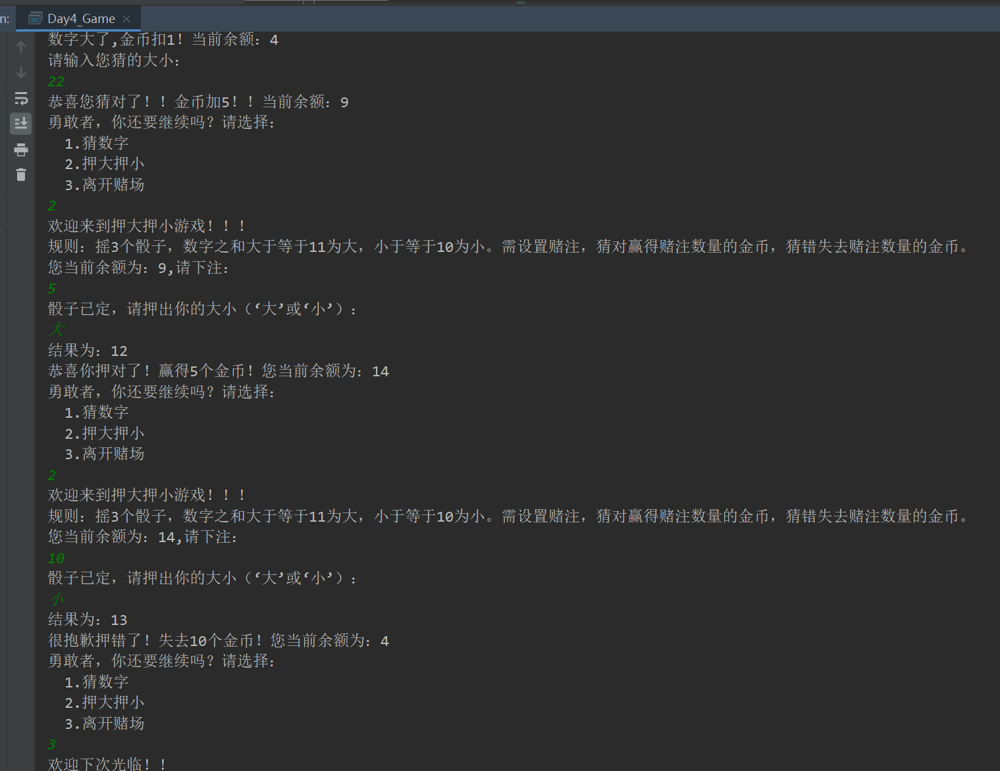 n:
Day4_Game
数字大了,金币扣1！当前余额：4
请输入您猜的大小：
22
恭喜您猜对了！！金币加5！！当前余额：9
勇敢者，你还要继续吗？请选择：
1.猜数字
2.押大押小
3.离开赌场
2
欢迎来到押大押小游戏！！！
规则：摇3个骰子，数字之和大于等于11为大，小于等于10为小。需设置赌注，猜对赢得赌注数量的金币，猜错失去赌注数量的金币。
您当前余额为：9,请下注：
5
骰子已定，请押出你的大小（‘大’或‘小’）：
大
结果为：12
恭喜你押对了！赢得5个金币！您当前余额为：14
勇敢者，你还要继续吗？请选择：
1.猜数字
2.押大押小
3.离开赌场
2
欢迎来到押大押小游戏！！！
规则：摇3个骰子，数字之和大于等于11为大，小于等于10为小。需设置赌注，猜对赢得赌注数量的金币，猜错失去赌注数量的金币。
您当前余额为：14,请下注：
10
骰子已定，请押出你的大小（‘大’或‘小’）：
小
结果为：13
很抱歉押错了！失去10个金币！您当前余额为：4
勇敢者，你还要继续吗？请选择：
1.猜数字
2.押大押小
3.离开赌场
3
欢迎下次光临！！